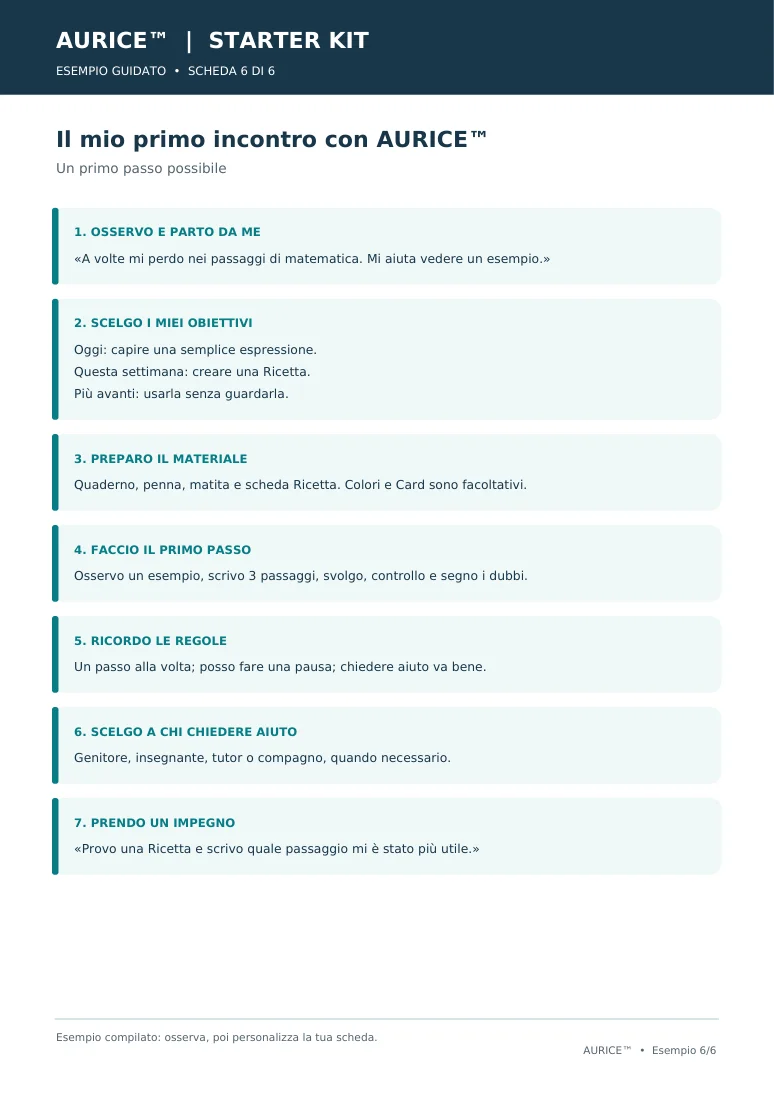 AURICE™ | STARTER KIT
ESEMPIO GUIDATO • SCHEDA 6 DI 6
Il mio primo incontro con AURICE™
Un primo passo possibile
1. OSSERVO E PARTO DA ME
«A volte mi perdo nei passaggi di matematica. Mi aiuta vedere un esempio.»
2. SCELGO I MIEI OBIETTIVI
Oggi: capire una semplice espressione.
Questa settimana: creare una Ricetta.
Più avanti: usarla senza guardarla.
3. PREPARO IL MATERIALE
Quaderno, penna, matita e scheda Ricetta. Colori e Card sono facoltativi.
4. FACCIO IL PRIMO PASSO
Osservo un esempio, scrivo 3 passaggi, svolgo, controllo e segno i dubbi.
5. RICORDO LE REGOLE
Un passo alla volta; posso fare una pausa; chiedere aiuto va bene.
6. SCELGO A CHI CHIEDERE AIUTO
Genitore, insegnante, tutor o compagno, quando necessario.
7. PRENDO UN IMPEGNO
«Provo una Ricetta e scrivo quale passaggio mi è stato più utile.»
Esempio compilato: osserva, poi personalizza la tua scheda.
AURICE™ • Esempio 6/6